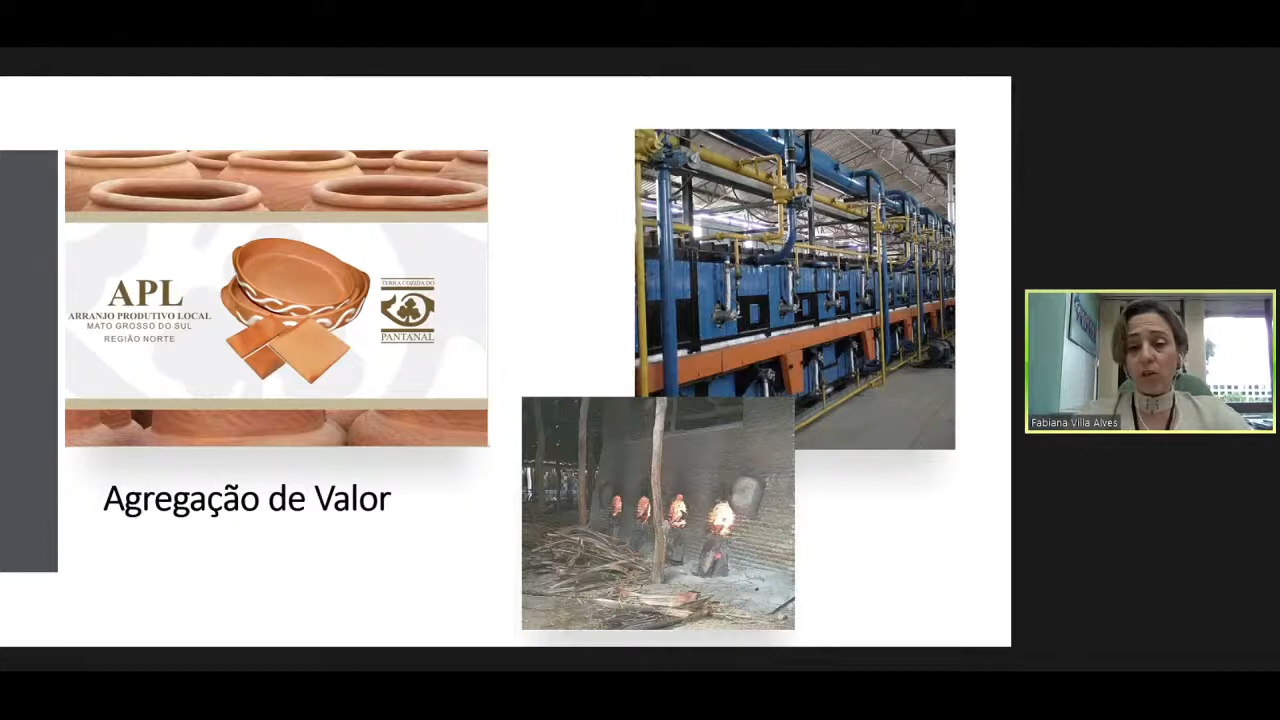 APL
ARRANJO PRODUTIVO LOCAL
MATO GROSSO DO SUL
REGIÃO NORTE
TERRA COZIDA DO
PANTANAL
Agregação de Valor
Fabiana Villa Alves